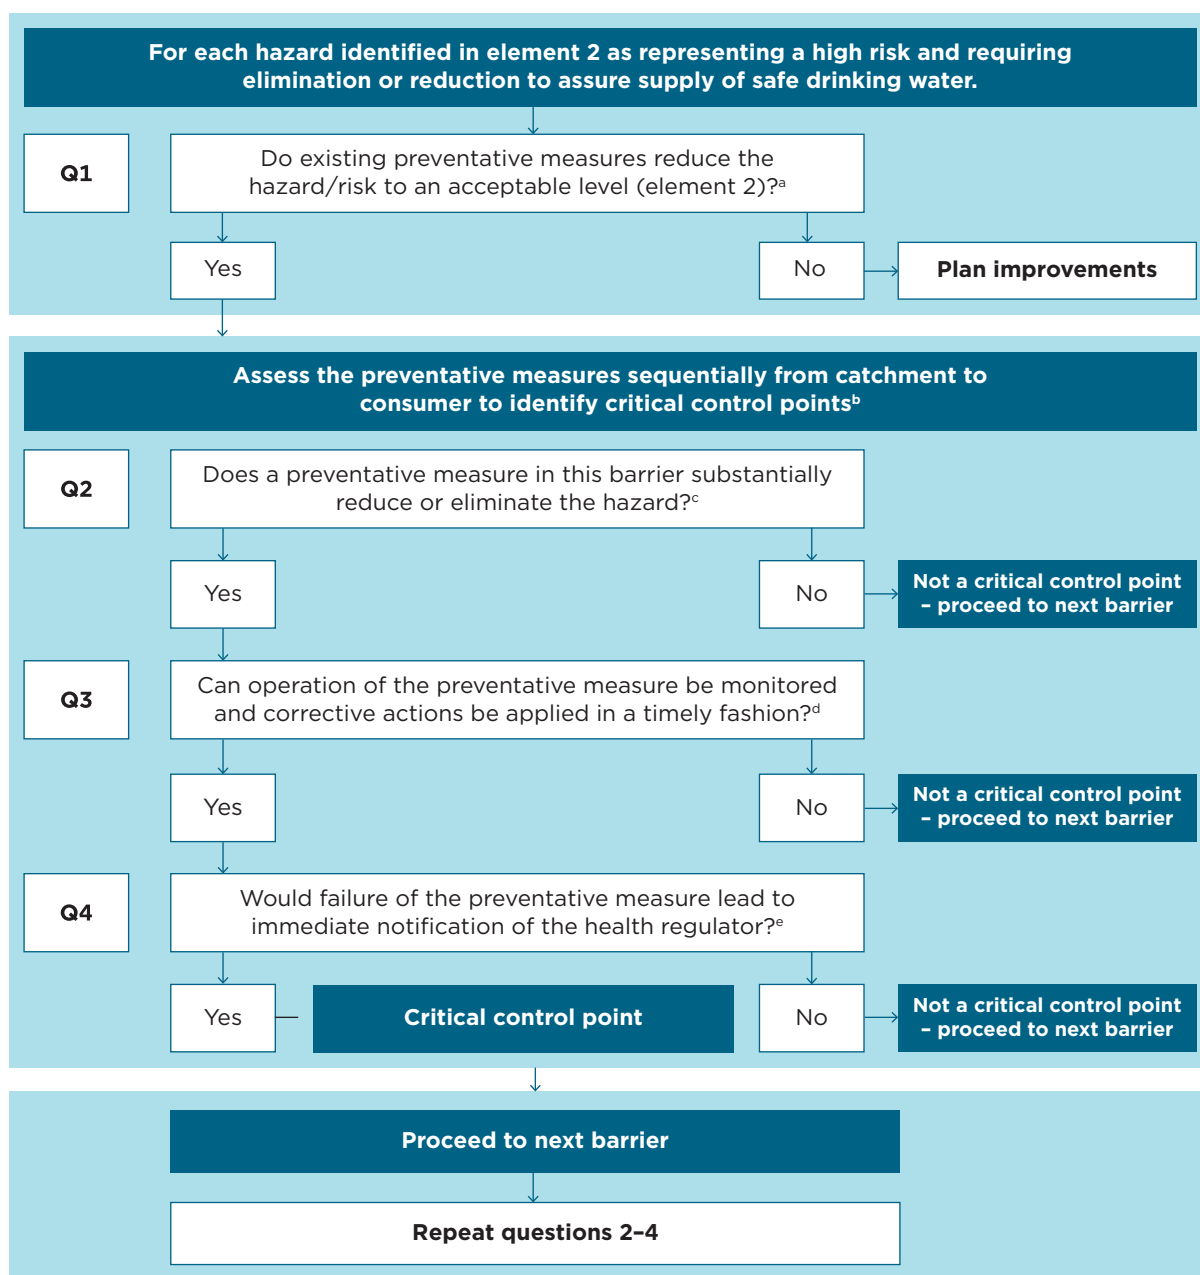 For each hazard identified in element 2 as representing a high risk and requiring
elimination or reduction to assure supply of safe drinking water.
Q1
Do existing preventative measures reduce the
hazard/risk to an acceptable level (element 2)?ᵃ
Yes
No
Plan improvements
Assess the preventative measures sequentially from catchment to
consumer to identify critical control pointsᵇ
Q2
Does a preventative measure in this barrier substantially
reduce or eliminate the hazard?ᶜ
Yes
No
Not a critical control point
– proceed to next barrier
Q3
Can operation of the preventative measure be monitored
and corrective actions be applied in a timely fashion?ᵈ
Yes
No
Not a critical control point
– proceed to next barrier
Q4
Would failure of the preventative measure lead to
immediate notification of the health regulator?ᵉ
Yes
Critical control point
No
Not a critical control point
– proceed to next barrier
Proceed to next barrier
Repeat questions 2–4